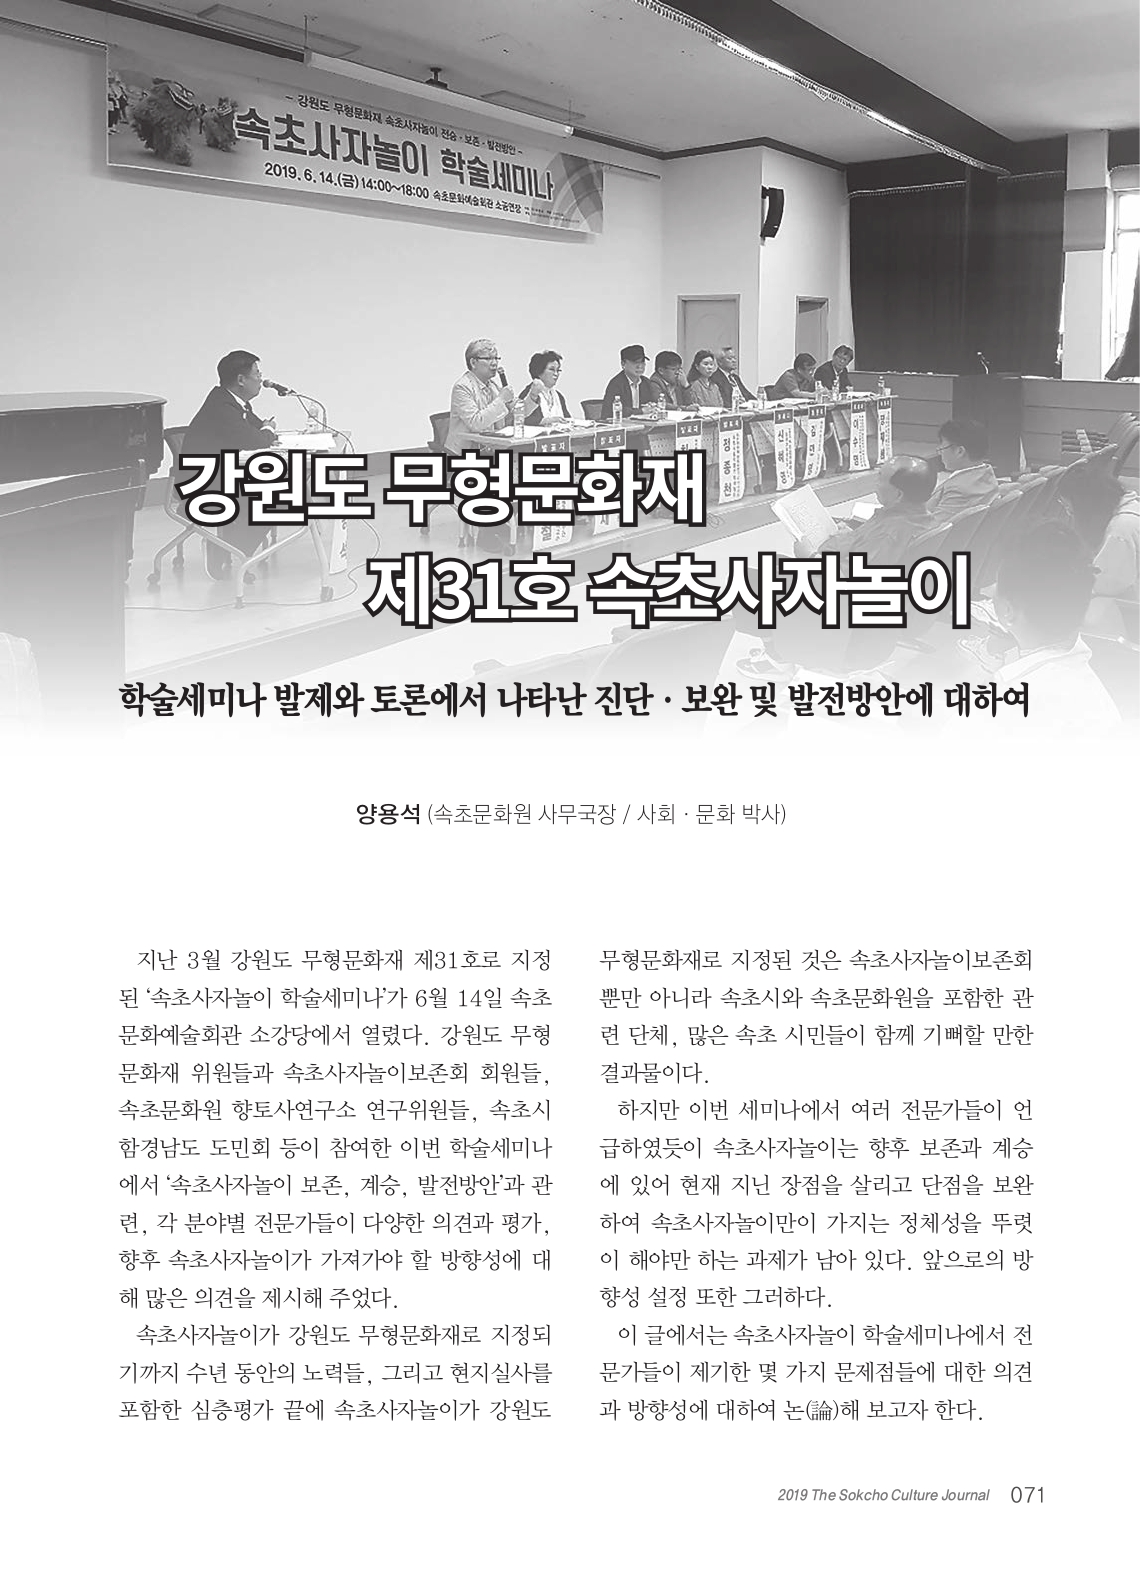 - 강원도 무형문화재 속초사자놀이 전승·보존·발전방안 -
속초사자놀이 학술세미나
2019. 6. 14.(금) 14:00~18:00 속초문화예술회관 소공연장
발표자
발표자
발표자
정종천
신혜영
강원도 무형문화재
제31호 속초사자놀이
학술세미나 발제와 토론에서 나타난 진단 · 보완 및 발전방안에 대하여
양용석 (속초문화원 사무국장 / 사회 · 문화 박사)
지난 3월 강원도 무형문화재 제31호로 지정
된 ‘속초사자놀이 학술세미나’가 6월 14일 속초
문화예술회관 소강당에서 열렸다. 강원도 무형
문화재 위원들과 속초사자놀이보존회 회원들,
속초문화원 향토사연구소 연구위원들, 속초시
함경남도 도민회 등이 참여한 이번 학술세미나
에서 ‘속초사자놀이 보존, 계승, 발전방안’과 관
련, 각 분야별 전문가들이 다양한 의견과 평가,
향후 속초사자놀이가 가져가야 할 방향성에 대
해 많은 의견을 제시해 주었다.
속초사자놀이가 강원도 무형문화재로 지정되
기까지 수년 동안의 노력들, 그리고 현지실사를
포함한 심층평가 끝에 속초사자놀이가 강원도
무형문화재로 지정된 것은 속초사자놀이보존회
뿐만 아니라 속초시와 속초문화원을 포함한 관
련 단체, 많은 속초 시민들이 함께 기뻐할 만한
결과물이다.
하지만 이번 세미나에서 여러 전문가들이 언
급하였듯이 속초사자놀이는 향후 보존과 계승
에 있어 현재 지닌 장점을 살리고 단점을 보완
하여 속초사자놀이만이 가지는 정체성을 뚜렷
이 해야만 하는 과제가 남아 있다. 앞으로의 방
향성 설정 또한 그러하다.
이 글에서는 속초사자놀이 학술세미나에서 전
문가들이 제기한 몇 가지 문제점들에 대한 의견
과 방향성에 대하여 논(論)해 보고자 한다.
2019 The Sokcho Culture Journal 071